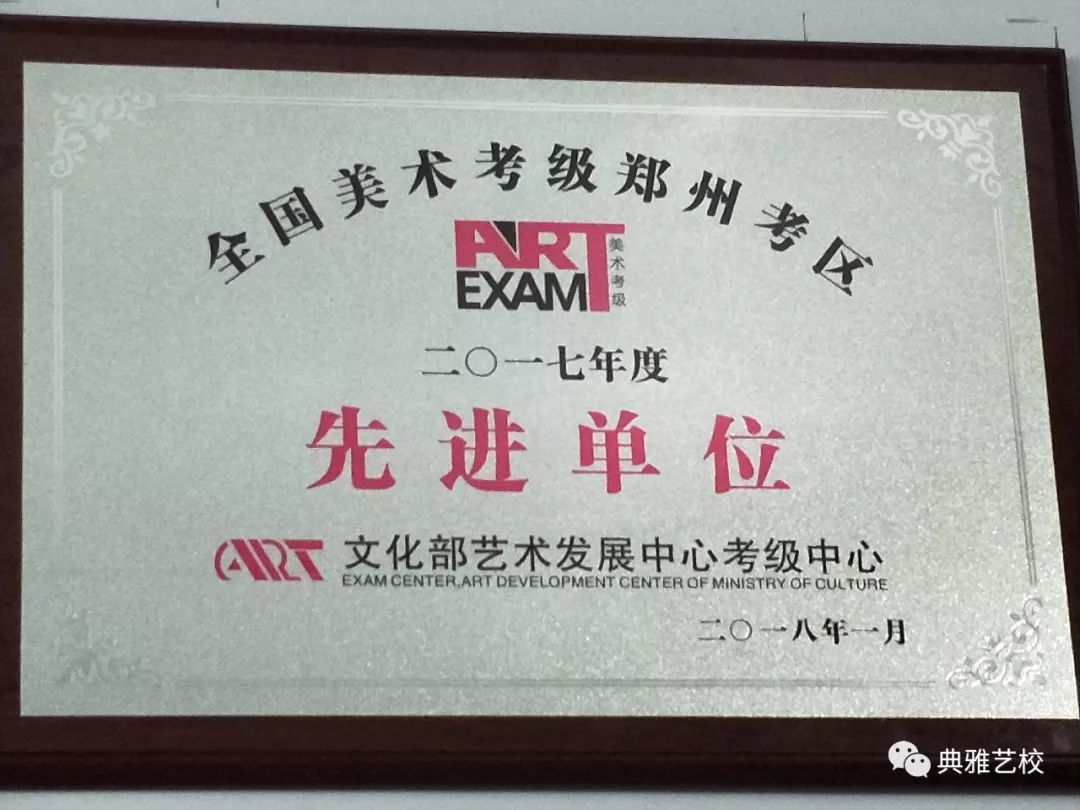 全国美术考级郑州考区
ART
EXAM
美术考级
二〇一七年度
先进单位
ART 文化部艺术发展中心考级中心
EXAM CENTER,ART DEVELOPMENT CENTER OF MINISTRY OF CULTURE
二〇一八年一月
典雅艺校